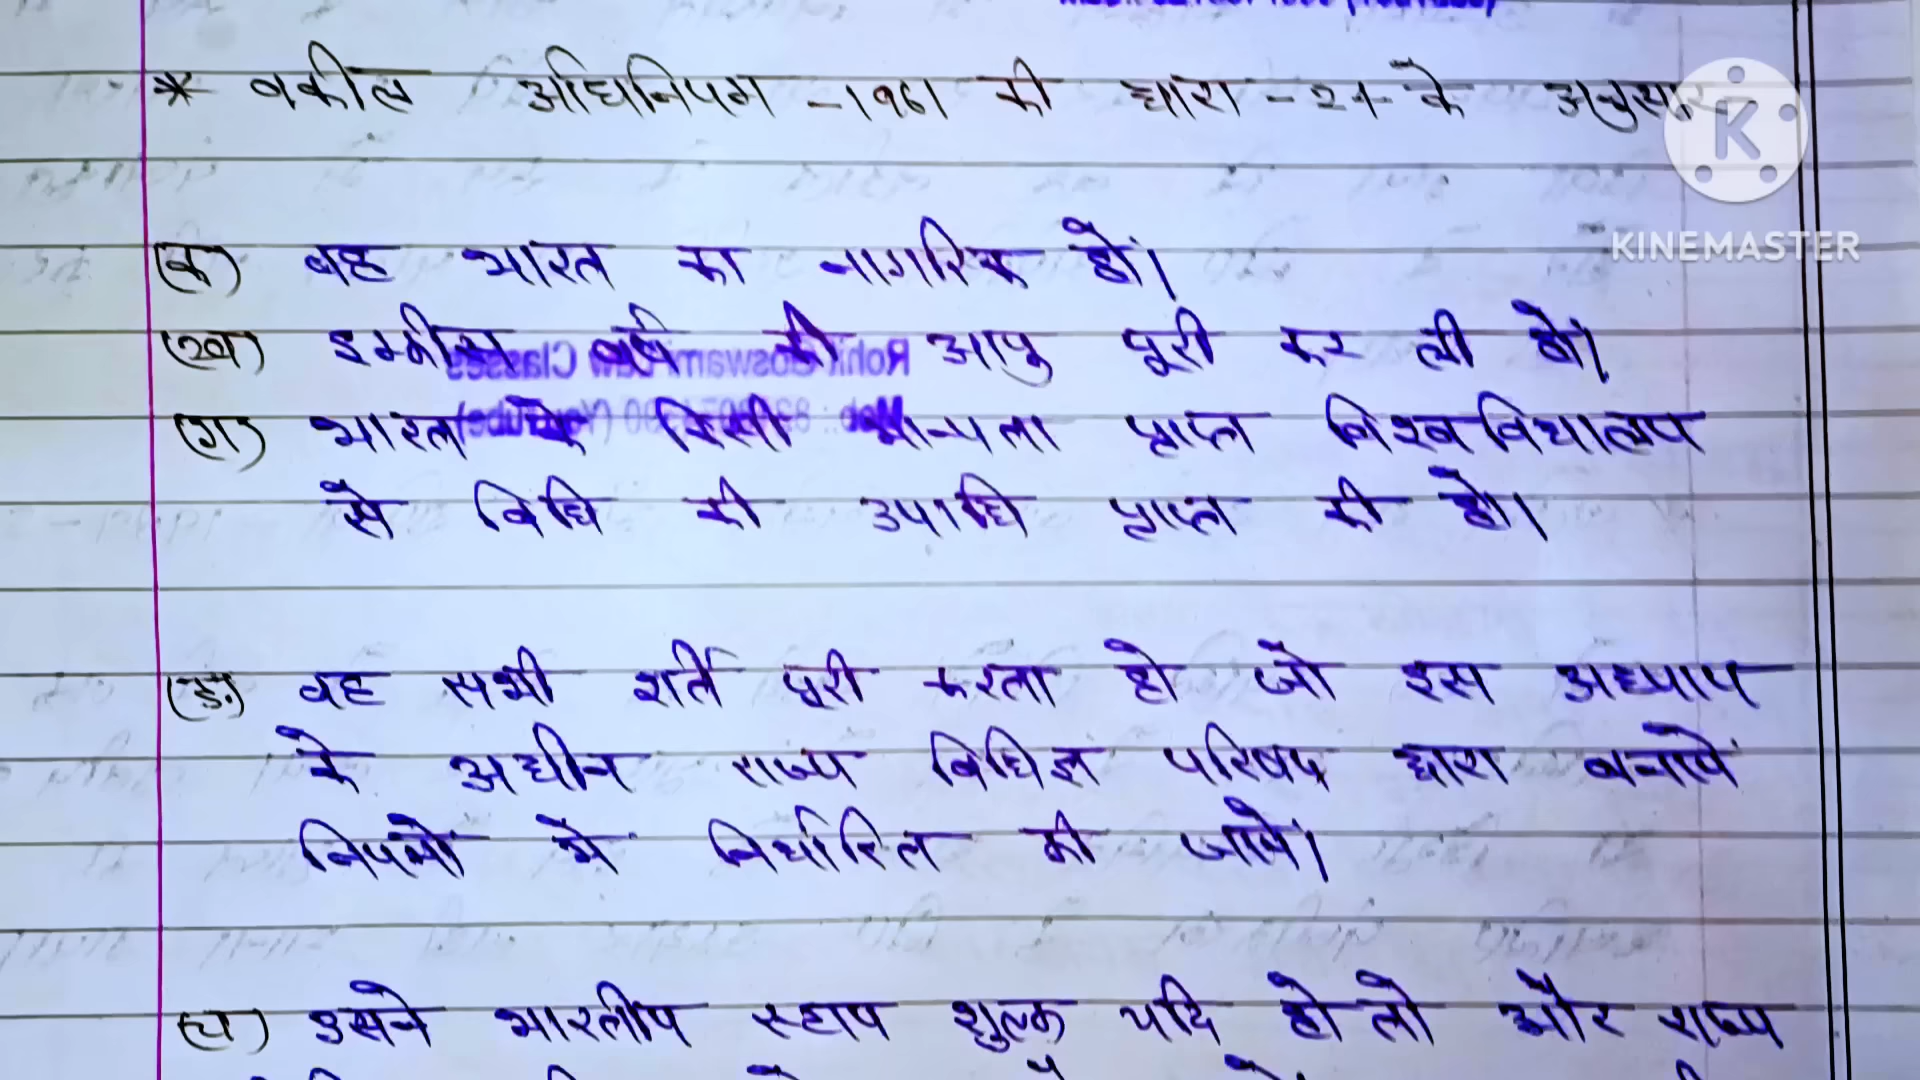 * वकील अधिनियम -1961 की धारा - 24 के अनुसार
KINEMASTER
(क) वह भारत का नागरिक हो।
(ख) इक्कीस वर्ष की आयु पूरी कर ली हो।
(ग) भारत के किसी मान्यता प्राप्त विश्वविद्यालय
से विधि की उपाधि प्राप्त की हो।
(ङ) वह सभी शर्ते पूरी करता हो जो इस अध्याय
के अधीन राज्य विधिज्ञ परिषद द्वारा बनाये
नियमों में निर्धारित की जाये।
(च) उसने भारतीय स्टाप शुल्क यदि हो तो और राज्य